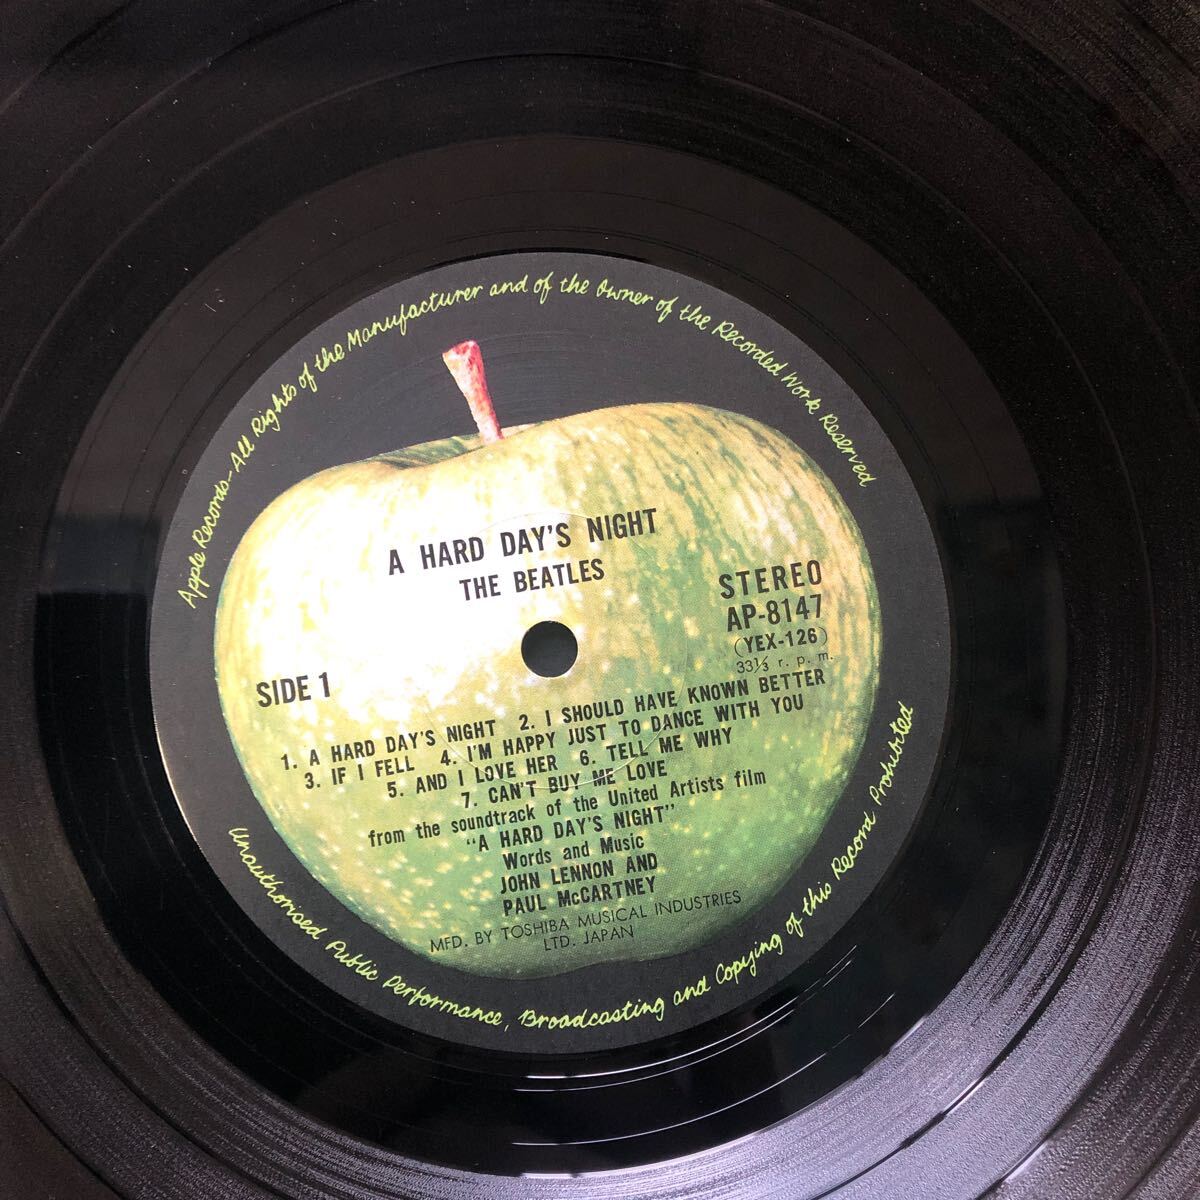 Apple Records—All Rights of the Manufacturer and of the Owner of the Recorded Work Reserved
A HARD DAY'S NIGHT
THE BEATLES
STEREO
AP-8147
(YEX-126)
33⅓ r. p. m.
SIDE 1
1. A HARD DAY'S NIGHT 2. I SHOULD HAVE KNOWN BETTER
3. IF I FELL 4. I'M HAPPY JUST TO DANCE WITH YOU
5. AND I LOVE HER 6. TELL ME WHY
7. CAN'T BUY ME LOVE
from the soundtrack of the United Artists film
"A HARD DAY'S NIGHT"
Words and Music
JOHN LENNON AND
PAUL McCARTNEY
MFD. BY TOSHIBA MUSICAL INDUSTRIES
LTD. JAPAN
Unauthorised Public Performance, Broadcasting and Copying of this Record Prohibited